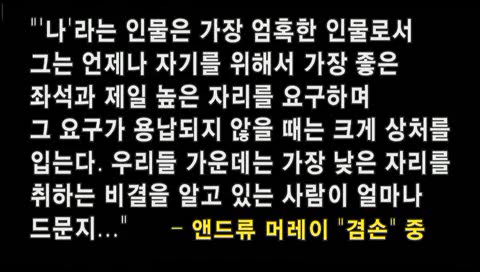 "'나'라는 인물은 가장 엄혹한 인물로서
그는 언제나 자기를 위해서 가장 좋은
좌석과 제일 높은 자리를 요구하며
그 요구가 용납되지 않을 때는 크게 상처를
입는다. 우리들 가운데는 가장 낮은 자리를
취하는 비결을 알고 있는 사람이 얼마나
드문지..." - 앤드류 머레이 "겸손" 중